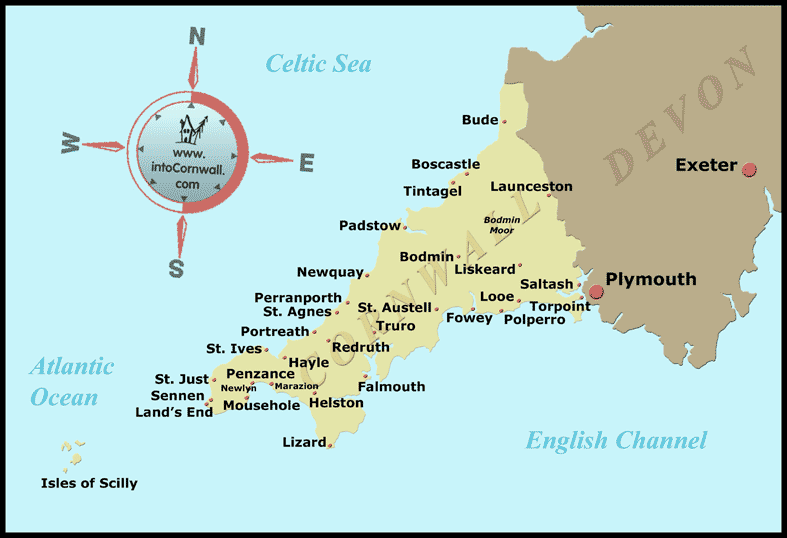 N
Celtic Sea
W
www.
intoCornwall.
com
E
S
DEVON
Exeter
Bude
Boscastle
Tintagel
Launceston
Bodmin
Moor
Padstow
CORNWALL
Bodmin
Liskeard
Newquay
Saltash
Plymouth
Perranporth
St. Agnes
St. Austell
Looe
Torpoint
Fowey
Polperro
Portreath
Truro
Redruth
St. Ives
Hayle
Atlantic
Ocean
St. Just
Penzance
Newlyn
Marazion
Falmouth
Sennen
Land's End
Mousehole
Helston
Lizard
English Channel
Isles of Scilly